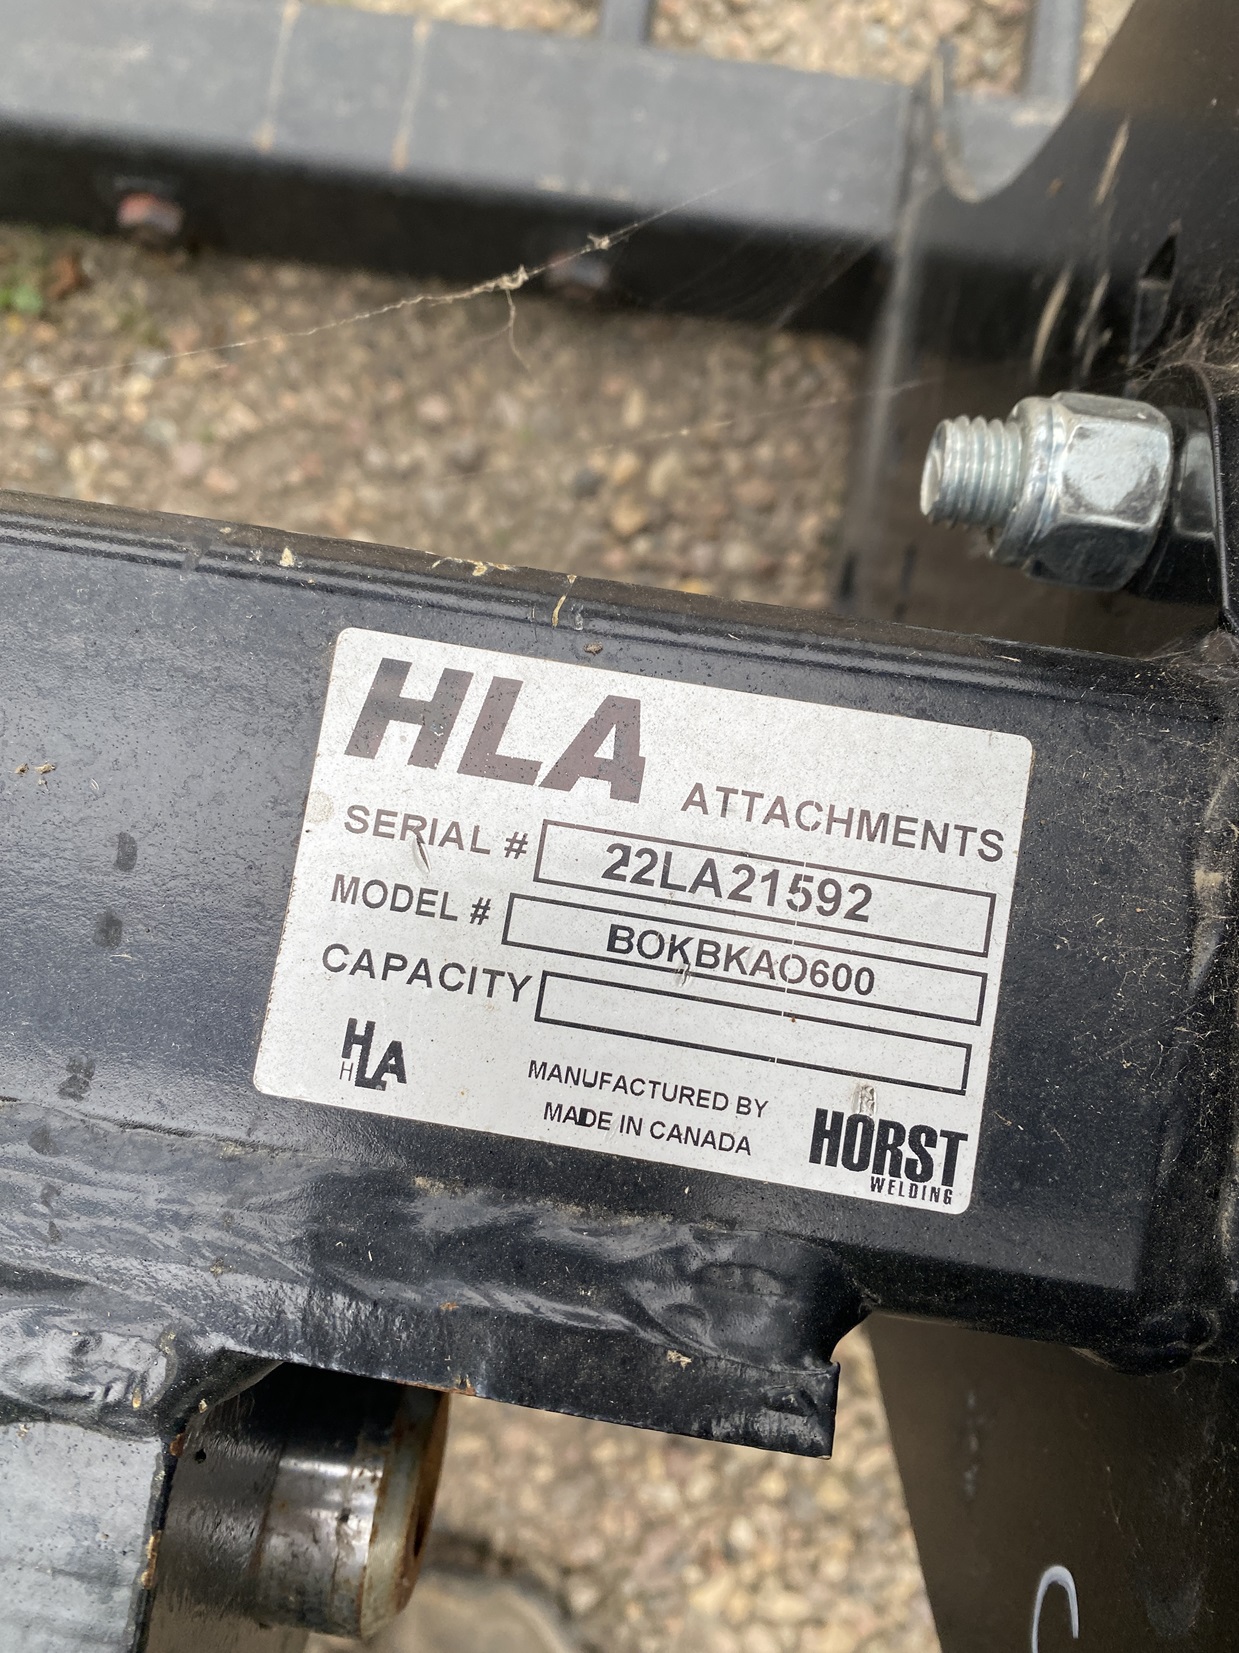 HLA ATTACHMENTS
SERIAL # 22LA21592
MODEL # BOKBKAO600
CAPACITY
HLA
H
MANUFACTURED BY
MADE IN CANADA
HORST
WELDING